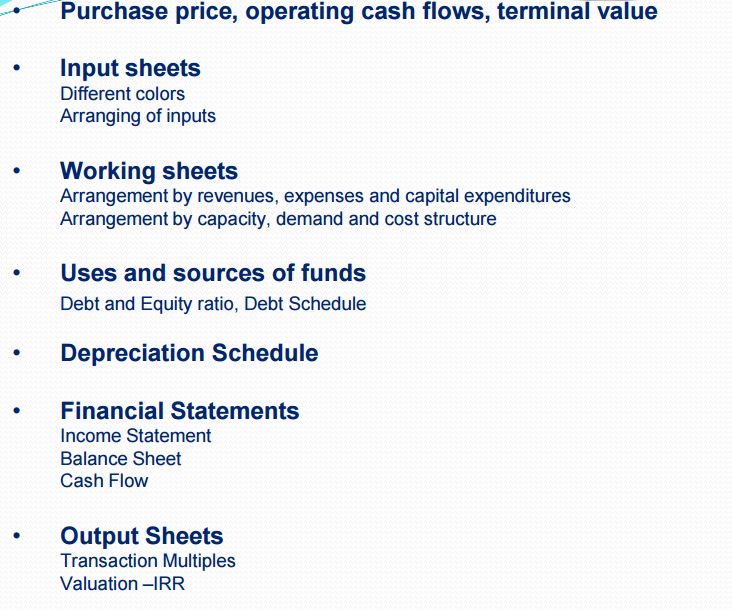 • Purchase price, operating cash flows, terminal value
• Input sheets
Different colors
Arranging of inputs
• Working sheets
Arrangement by revenues, expenses and capital expenditures
Arrangement by capacity, demand and cost structure
• Uses and sources of funds
Debt and Equity ratio, Debt Schedule
• Depreciation Schedule
• Financial Statements
Income Statement
Balance Sheet
Cash Flow
• Output Sheets
Transaction Multiples
Valuation –IRR